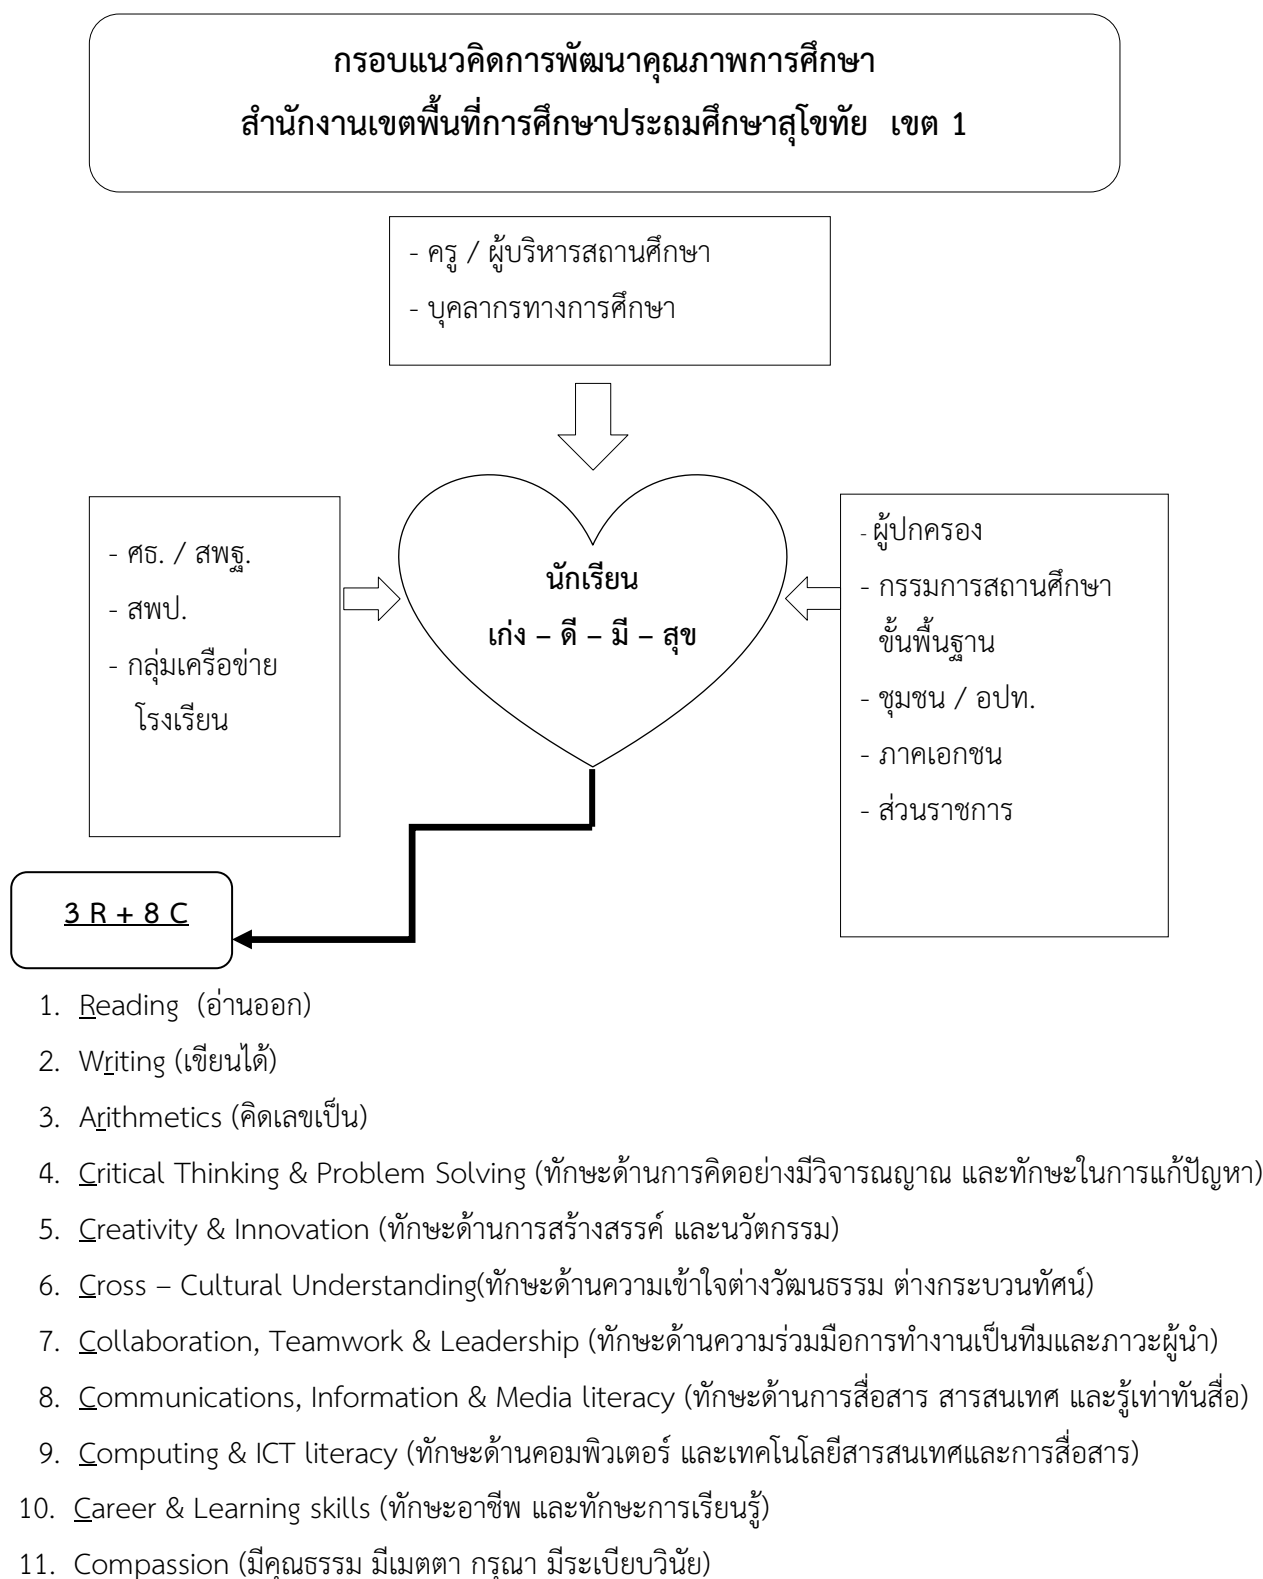 กรอบแนวคิดการพัฒนาคุณภาพการศึกษา
สำนักงานเขตพื้นที่การศึกษาประถมศึกษาสุโขทัย เขต 1
- ครู / ผู้บริหารสถานศึกษา
- บุคลากรทางการศึกษา
- ศธ. / สพฐ.
- สพป.
- กลุ่มเครือข่าย
โรงเรียน
นักเรียน
เก่ง – ดี – มี – สุข
- ผู้ปกครอง
- กรรมการสถานศึกษา
ขั้นพื้นฐาน
- ชุมชน / อปท.
- ภาคเอกชน
- ส่วนราชการ
3 R + 8 C
1. Reading (อ่านออก)
2. Writing (เขียนได้)
3. Arithmetics (คิดเลขเป็น)
4. Critical Thinking & Problem Solving (ทักษะด้านการคิดอย่างมีวิจารณญาณ และทักษะในการแก้ปัญหา)
5. Creativity & Innovation (ทักษะด้านการสร้างสรรค์ และนวัตกรรม)
6. Cross – Cultural Understanding(ทักษะด้านความเข้าใจต่างวัฒนธรรม ต่างกระบวนทัศน์)
7. Collaboration, Teamwork & Leadership (ทักษะด้านความร่วมมือการทำงานเป็นทีมและภาวะผู้นำ)
8. Communications, Information & Media literacy (ทักษะด้านการสื่อสาร สารสนเทศ และรู้เท่าทันสื่อ)
9. Computing & ICT literacy (ทักษะด้านคอมพิวเตอร์ และเทคโนโลยีสารสนเทศและการสื่อสาร)
10. Career & Learning skills (ทักษะอาชีพ และทักษะการเรียนรู้)
11. Compassion (มีคุณธรรม มีเมตตา กรุณา มีระเบียบวินัย)